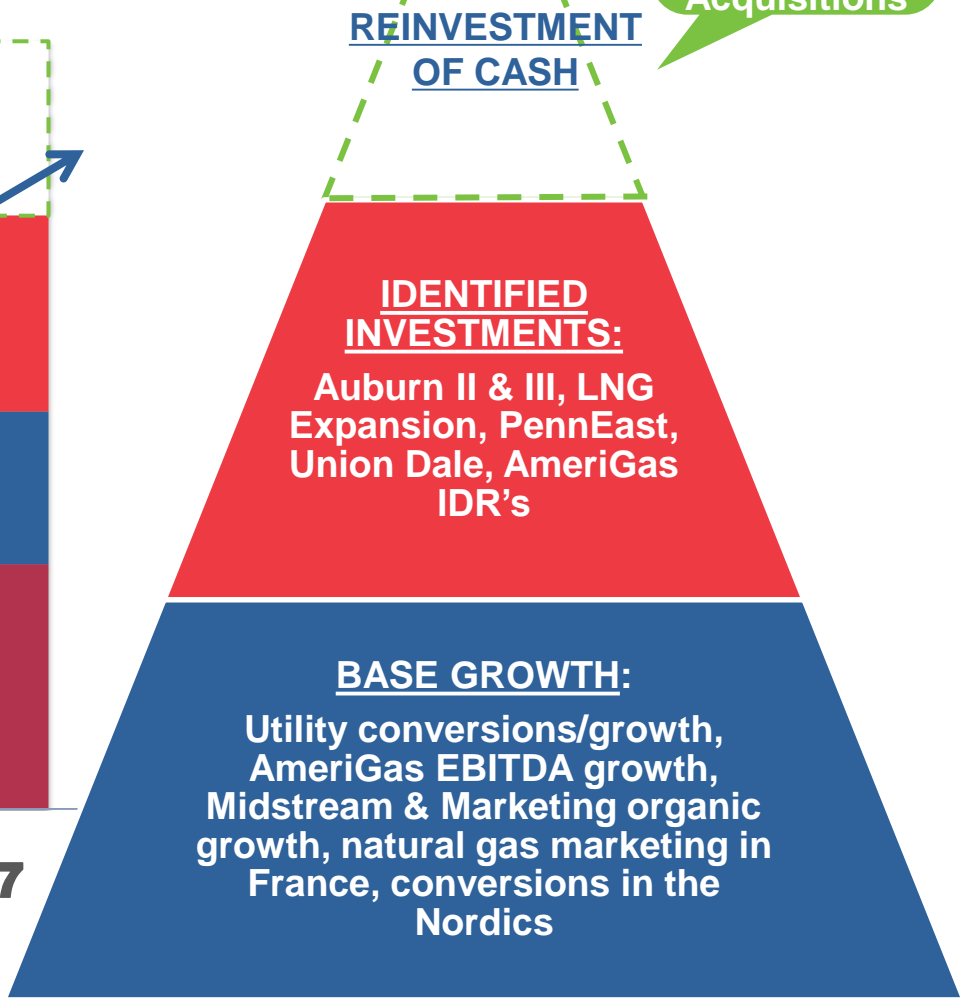 Acquisitions
REINVESTMENT
OF CASH
IDENTIFIED
INVESTMENTS:
Auburn II & III, LNG
Expansion, PennEast,
Union Dale, AmeriGas
IDR's
BASE GROWTH:
Utility conversions/growth,
AmeriGas EBITDA growth,
Midstream & Marketing organic
growth, natural gas marketing in
France, conversions in the
Nordics
7